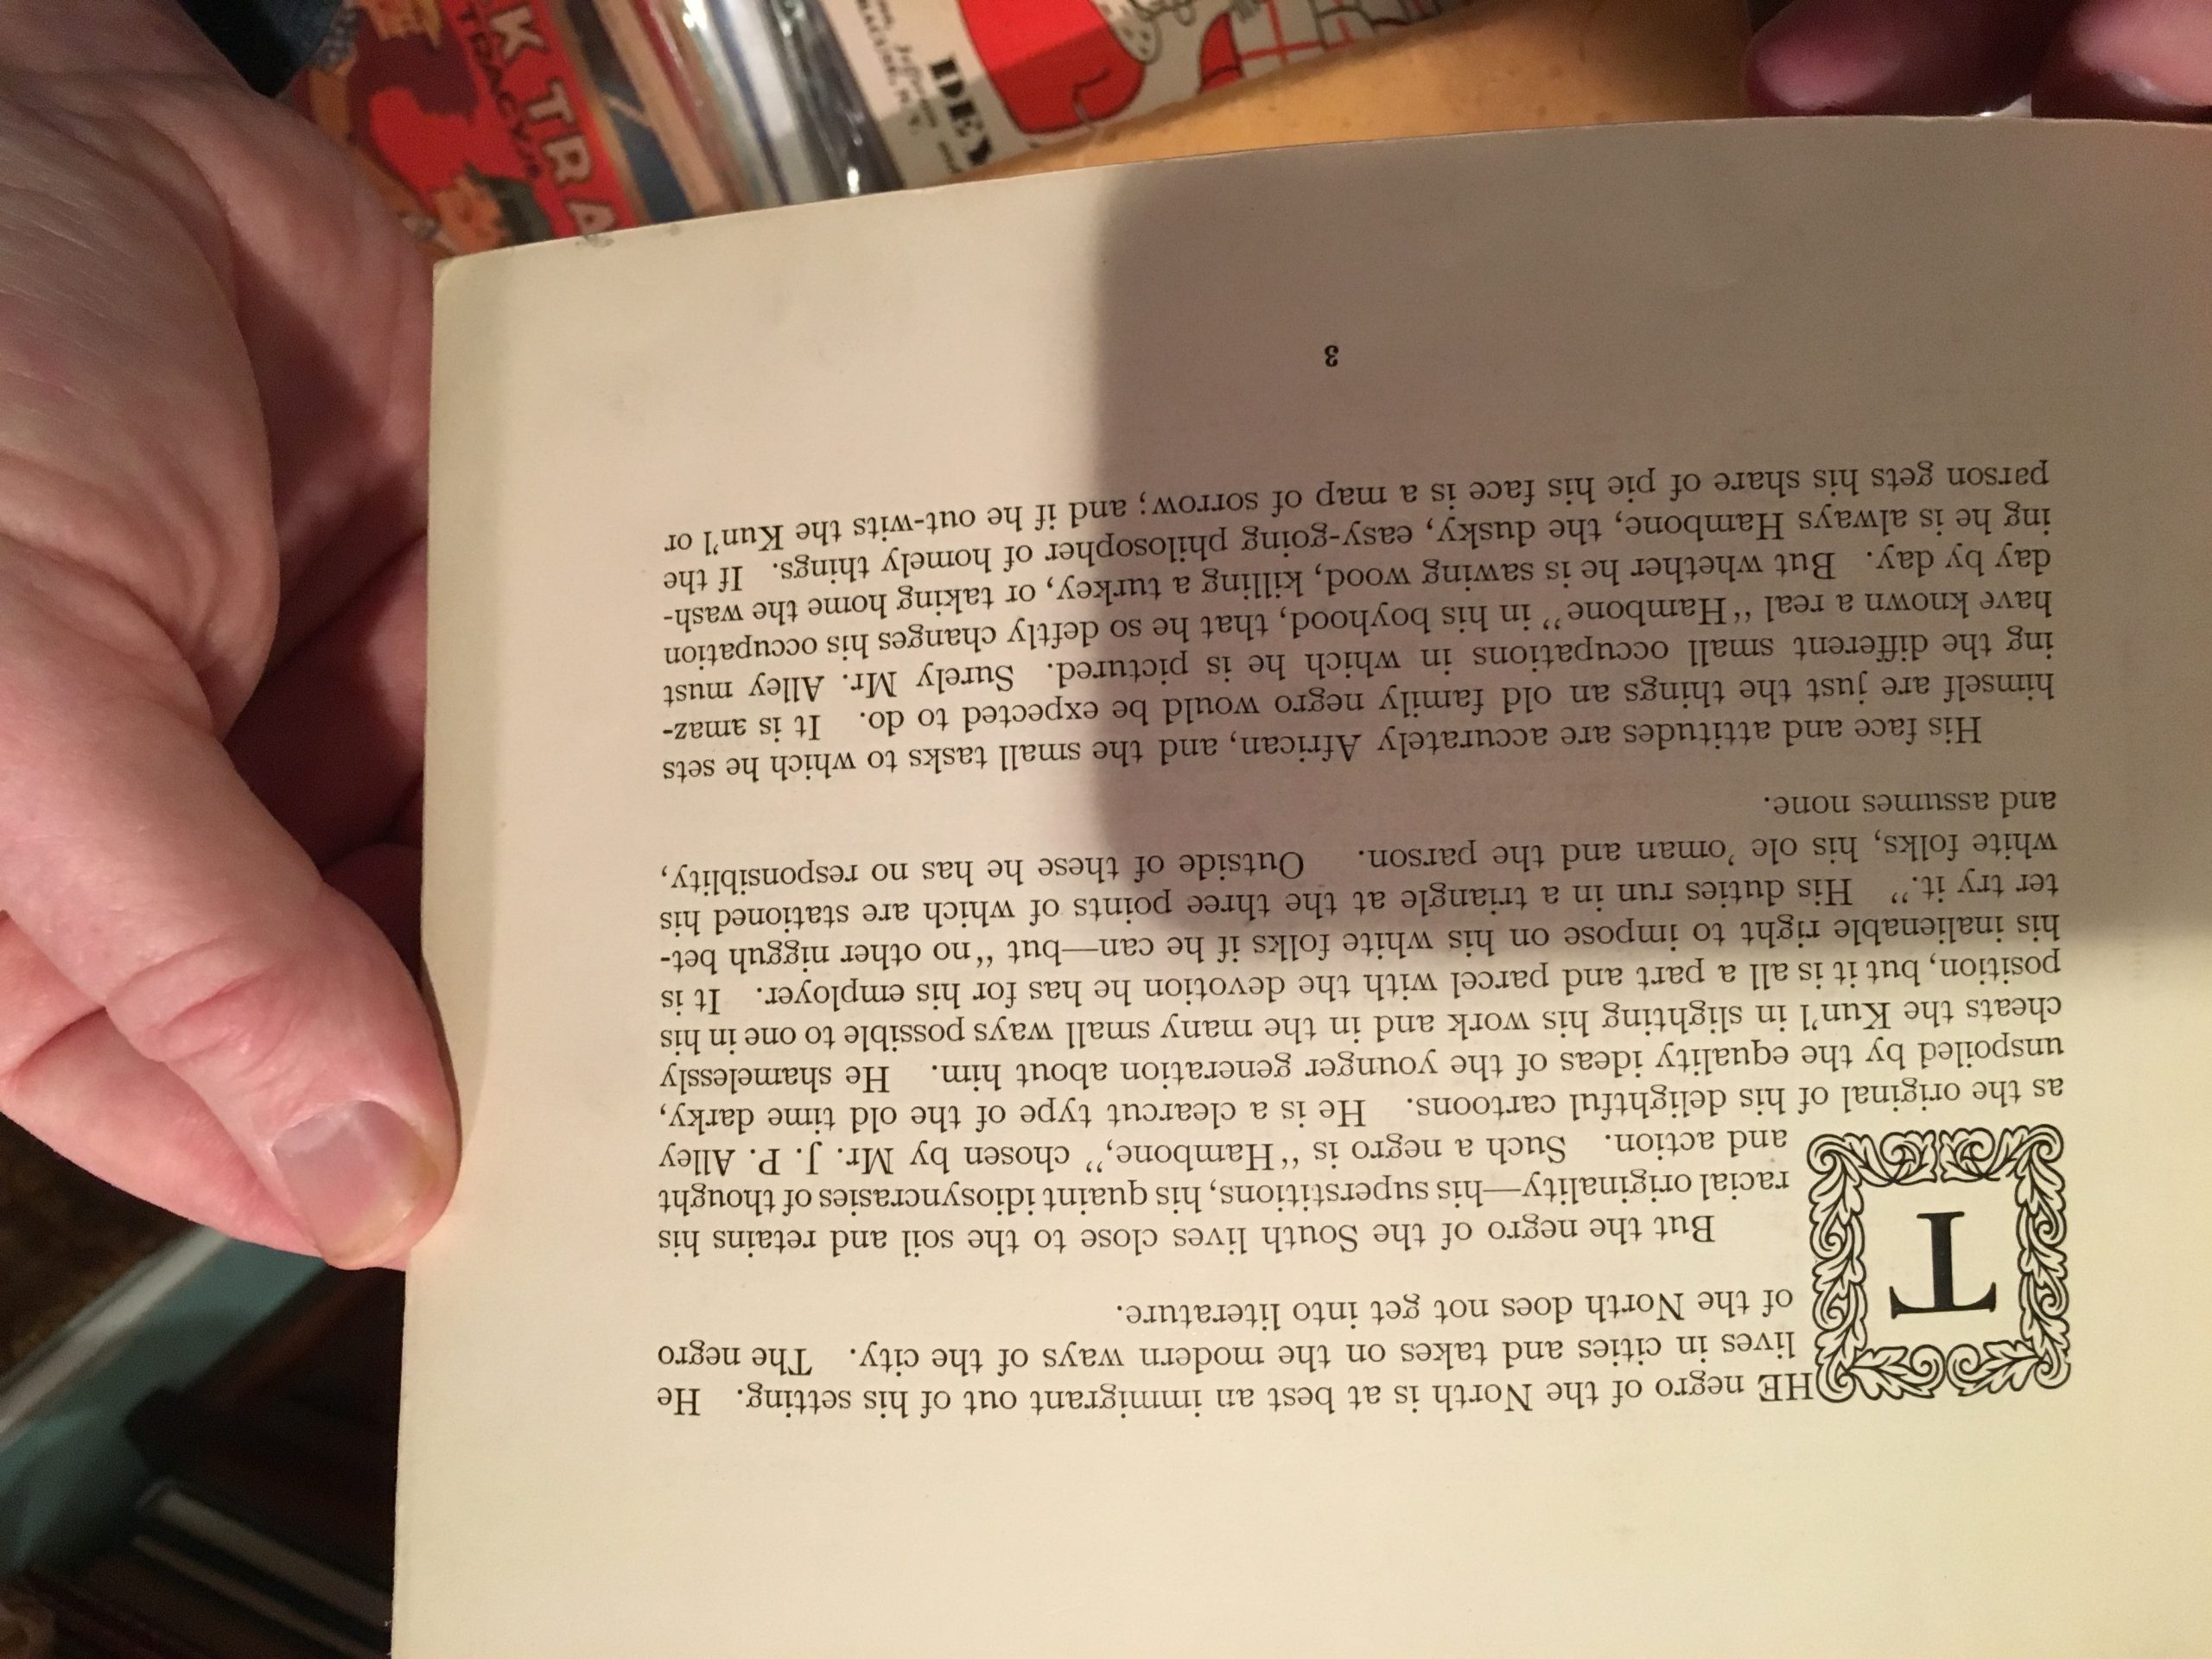 THE negro of the North is at best an immigrant out of his setting. He
lives in cities and takes on the modern ways of the city. The negro
of the North does not get into literature.
But the negro of the South lives close to the soil and retains his
racial originality—his superstitions, his quaint idiosyncrasies of thought
and action. Such a negro is “Hambone,” chosen by Mr. J. P. Alley
as the original of his delightful cartoons. He is a clearcut type of the old time darky,
unspoiled by the equality ideas of the younger generation about him. He shamelessly
cheats the Kun’l in slighting his work and in the many small ways possible to one in his
position, but it is all a part and parcel with the devotion he has for his employer. It is
his inalienable right to impose on his white folks if he can—but “no other nigguh bet-
ter try it.” His duties run in a triangle at the three points of which are stationed his
white folks, his ole ’oman and the parson. Outside of these he has no responsiblity,
and assumes none.
His face and attitudes are accurately African, and the small tasks to which he sets
himself are just the things an old family negro would be expected to do. It is amaz-
ing the different small occupations in which he is pictured. Surely Mr. Alley must
have known a real “Hambone” in his boyhood, that he so deftly changes his occupation
day by day. But whether he is sawing wood, killing a turkey, or taking home the wash-
ing he is always Hambone, the dusky, easy-going philosopher of homely things. If the
parson gets his share of pie his face is a map of sorrow; and if he out-wits the Kun’l or
3
K TRA
TRACY'S
DEY